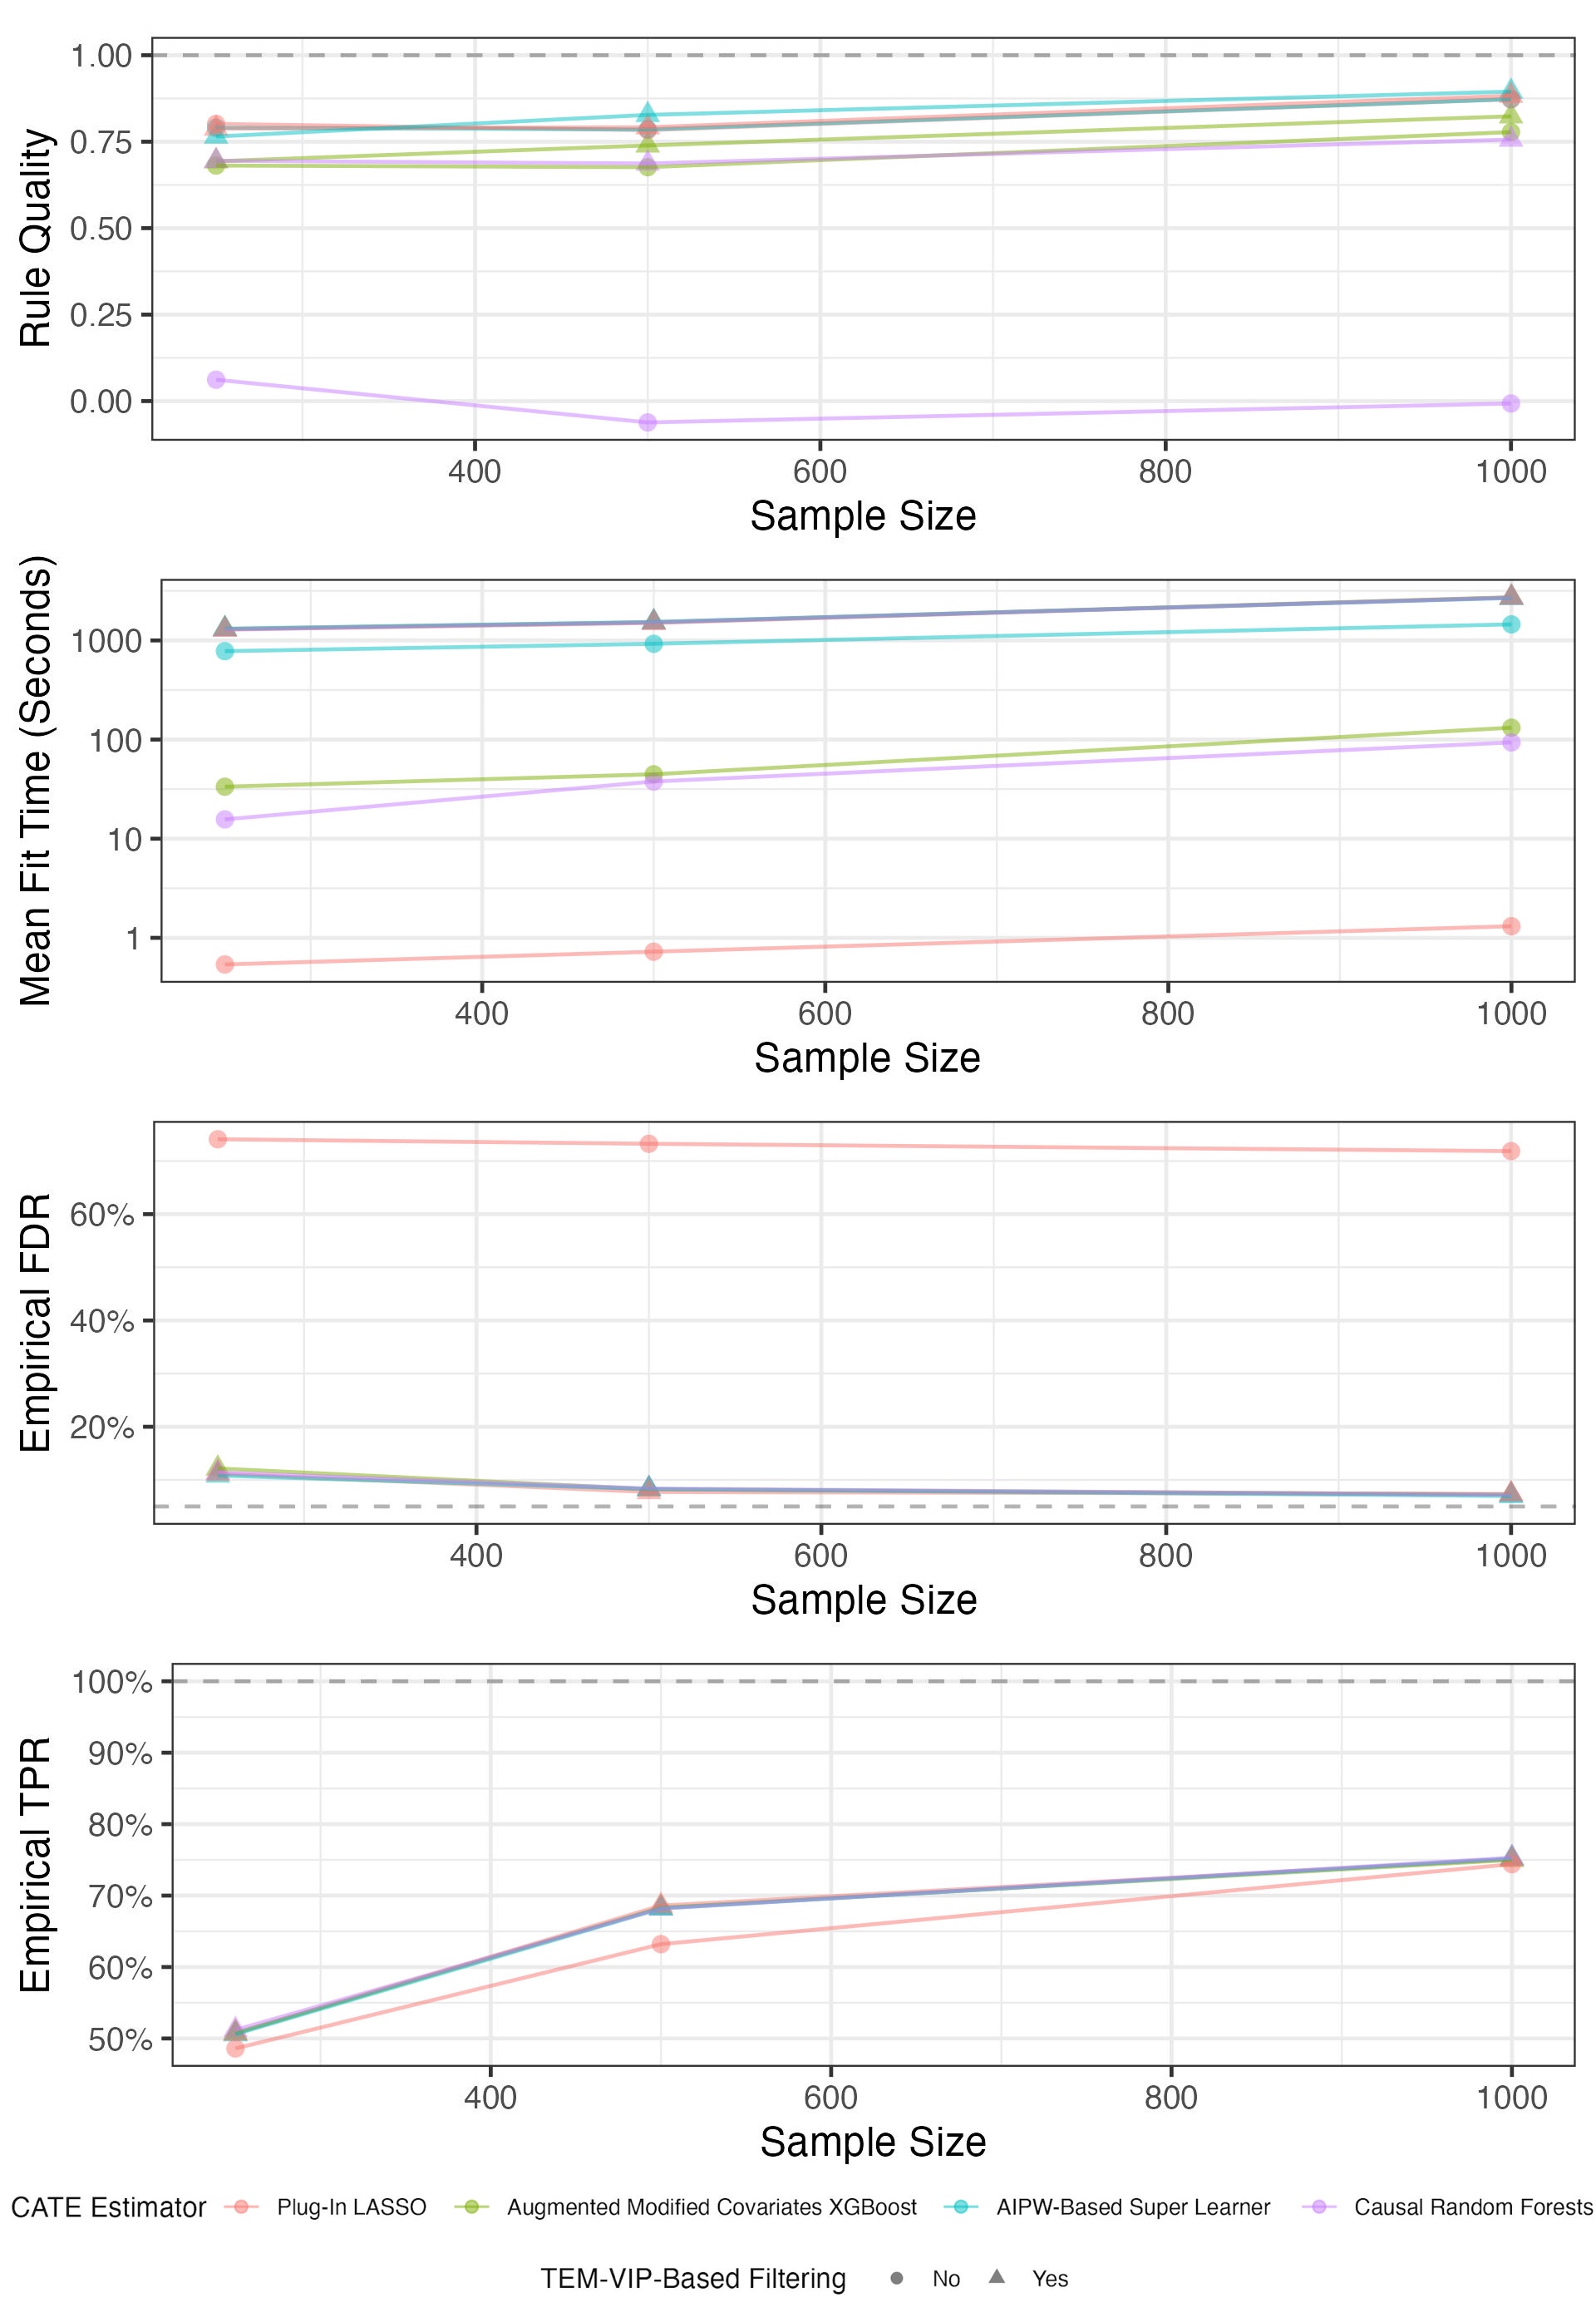 Rule Quality
1.00
0.75
0.50
0.25
0.00
400 600 800 1000
Sample Size
Mean Fit Time (Seconds)
1000
100
10
1
400 600 800 1000
Sample Size
Empirical FDR
60%
40%
20%
400 600 800 1000
Sample Size
Empirical TPR
100%
90%
80%
70%
60%
50%
400 600 800 1000
Sample Size
CATE Estimator Plug-In LASSO Augmented Modified Covariates XGBoost AIPW-Based Super Learner Causal Random Forests
TEM-VIP-Based Filtering No Yes